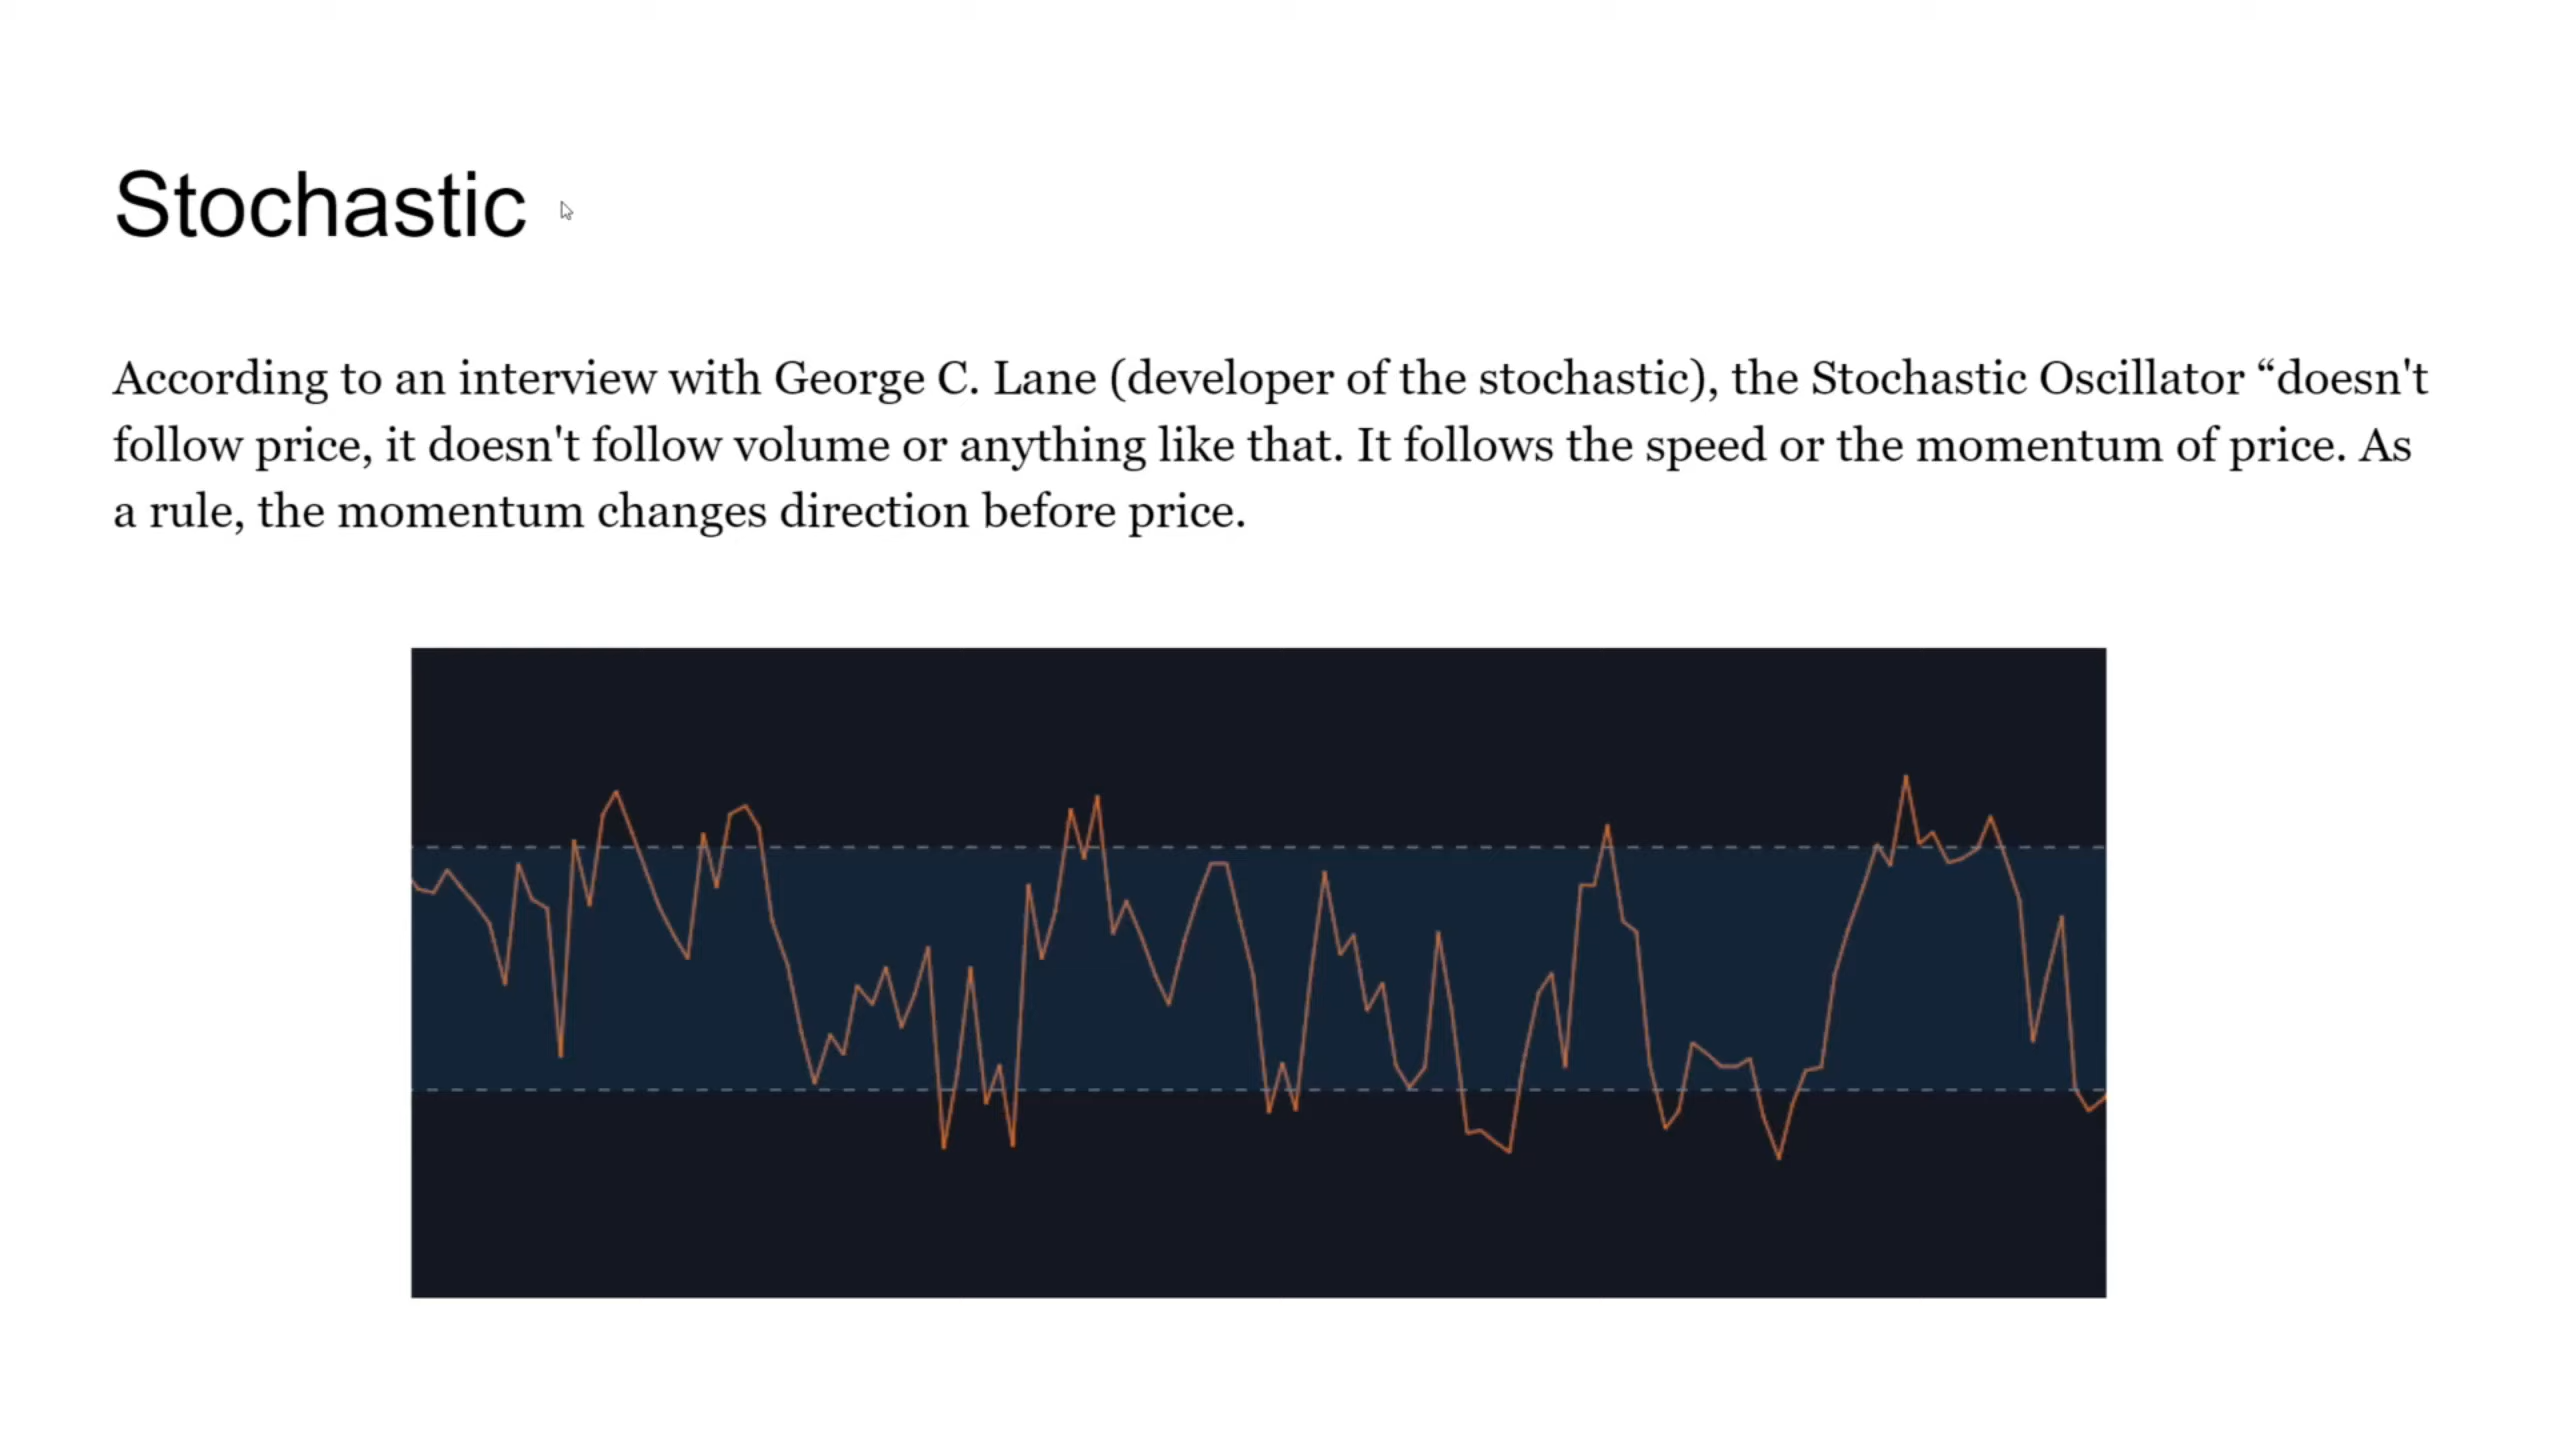 Stochastic
According to an interview with George C. Lane (developer of the stochastic), the Stochastic Oscillator “doesn't
follow price, it doesn't follow volume or anything like that. It follows the speed or the momentum of price. As
a rule, the momentum changes direction before price.